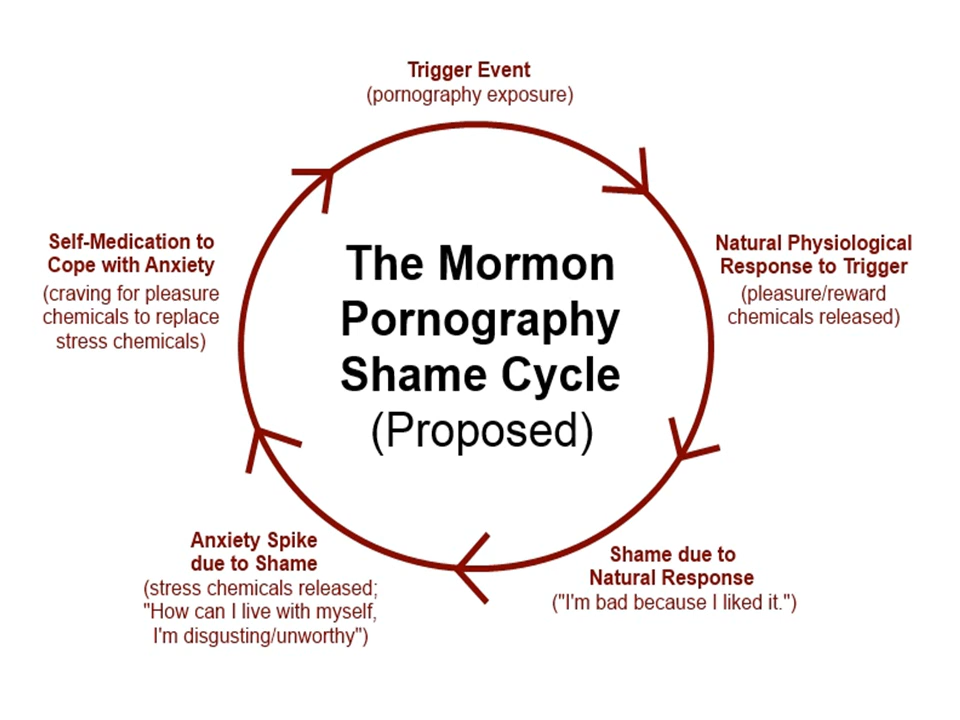 Trigger Event
(pornography exposure)
Natural Physiological
Response to Trigger
(pleasure/reward
chemicals released)
Shame due to
Natural Response
("I'm bad because I liked it.")
Anxiety Spike
due to Shame
(stress chemicals released;
"How can I live with myself,
I'm disgusting/unworthy")
Self-Medication to
Cope with Anxiety
(craving for pleasure
chemicals to replace
stress chemicals)
The Mormon
Pornography
Shame Cycle
(Proposed)